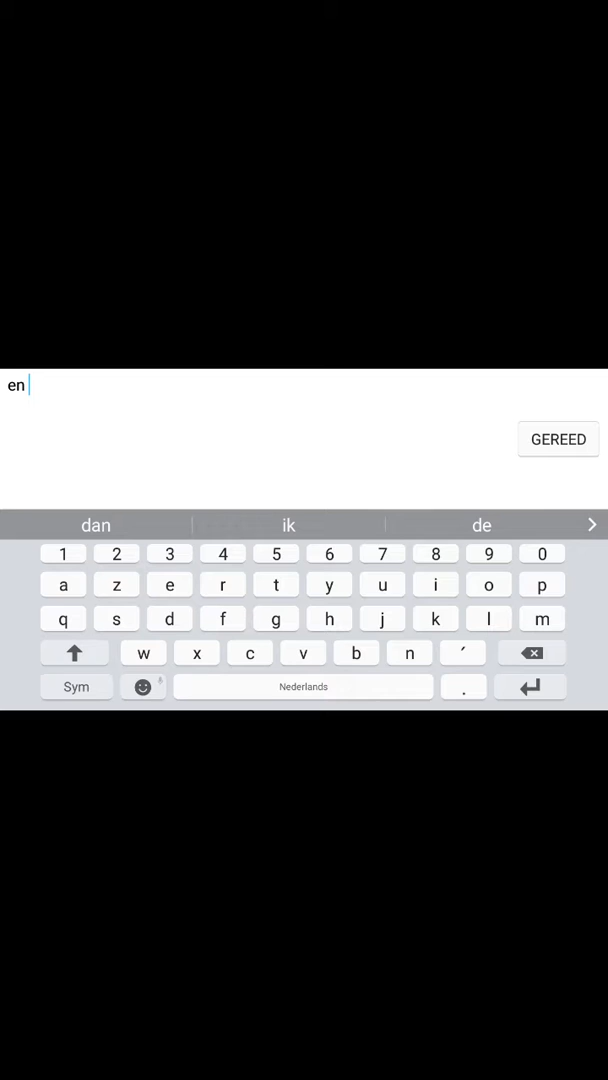 en
GEREED
dan ik de
1 2 3 4 5 6 7 8 9 0
a z e r t y u i o p
q s d f g h j k l m
w x c v b n ´
Sym Nederlands .